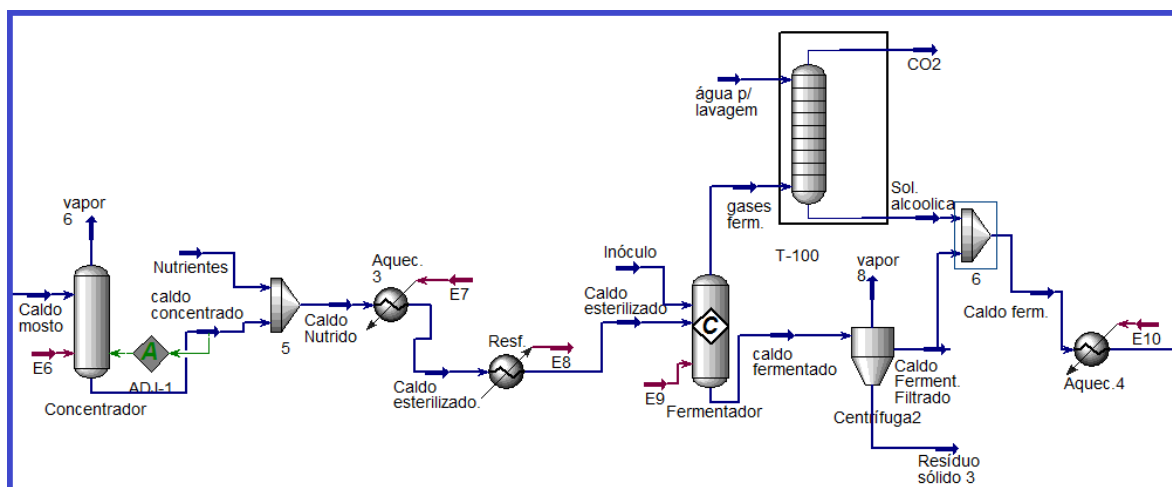 CO2
água p/
lavagem
gases
ferm.
Sol.
alcoolica
T-100
vapor
6
Nutrientes
caldo
concentrado
Caldo
mosto
E6
A
ADJ-1
Concentrador
5
Caldo
Nutrido
Aquec.
3
E7
Caldo
esterilizado.
Resf.
E8
Inóculo
Caldo
esterilizado
C
E9
Fermentador
caldo
fermentado
vapor
8
Caldo
Ferment.
Filtrado
Centrífuga2
Resíduo
sólido 3
6
Caldo ferm.
E10
Aquec.4